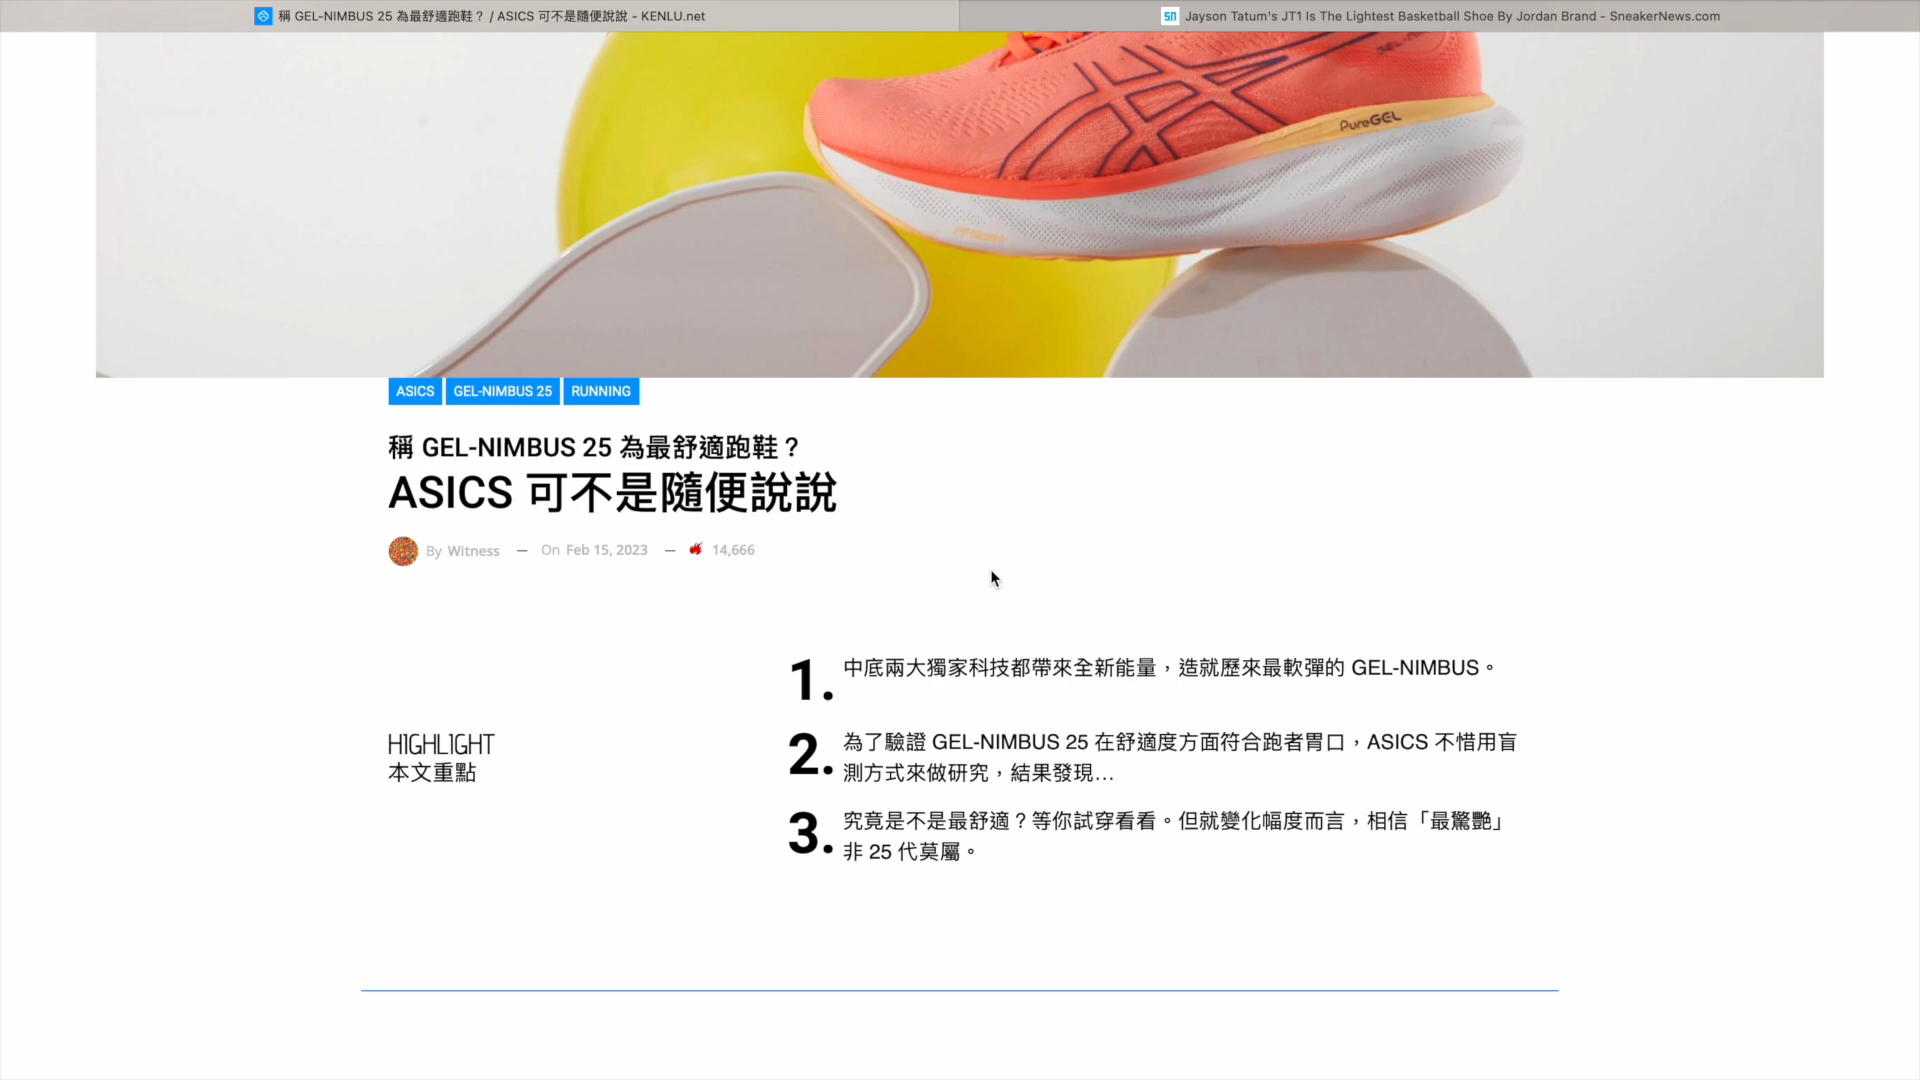 稱 GEL-NIMBUS 25 為最舒適跑鞋？ / ASICS 可不是隨便說說 - KENLU.net
Jayson Tatum's JT1 Is The Lightest Basketball Shoe By Jordan Brand - SneakerNews.com
PureGEL
ASICS
GEL-NIMBUS 25
RUNNING
稱 GEL-NIMBUS 25 為最舒適跑鞋？
ASICS 可不是隨便說說
By Witness — On Feb 15, 2023 — 14,666
HIGHLIGHT
本文重點
1. 中底兩大獨家科技都帶來全新能量，造就歷來最軟彈的 GEL-NIMBUS。
2. 為了驗證 GEL-NIMBUS 25 在舒適度方面符合跑者胃口，ASICS 不惜用盲
測方式來做研究，結果發現…
3. 究竟是不是最舒適？等你試穿看看。但就變化幅度而言，相信「最驚艷」
非 25 代莫屬。